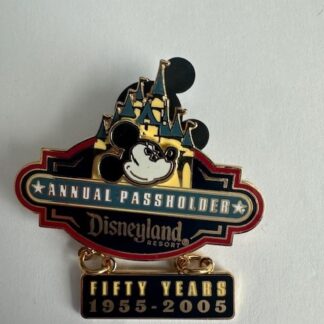 ★ ANNUAL PASSHOLDER ★
Disneyland®
RESORT
FIFTY YEARS
1955-2005